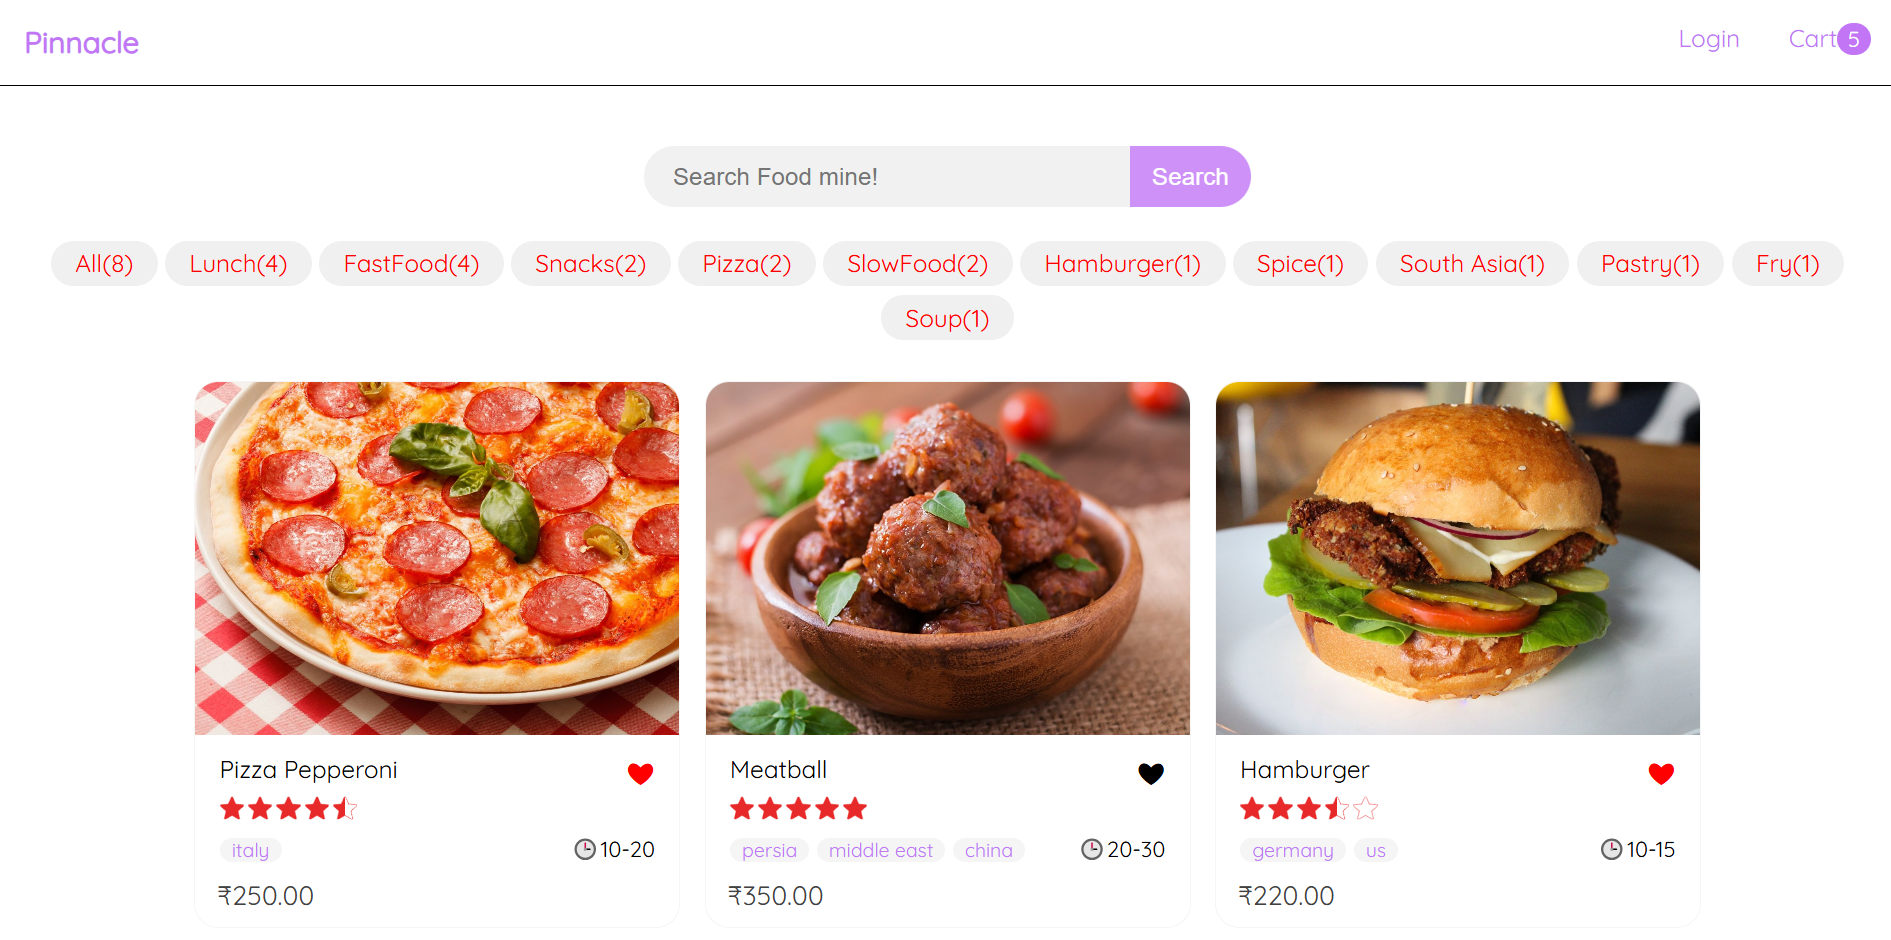 Pinnacle
Login Cart 5
Search Food mine! Search
All(8) Lunch(4) FastFood(4) Snacks(2) Pizza(2) SlowFood(2) Hamburger(1) Spice(1) South Asia(1) Pastry(1) Fry(1)
Soup(1)
Pizza Pepperoni
italy 10-20
₹250.00
Meatball
persia middle east china 20-30
₹350.00
Hamburger
germany us 10-15
₹220.00